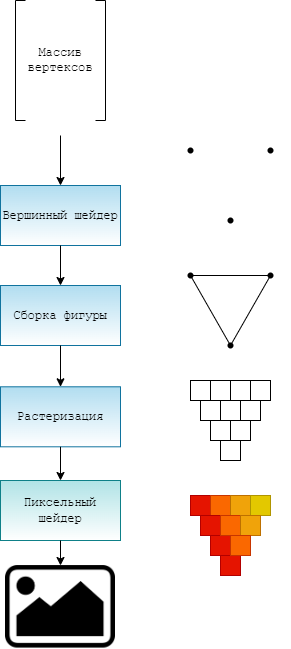 Массив
вертексов
Вершинный шейдер
Сборка фигуры
Растеризация
Пиксельный
шейдер